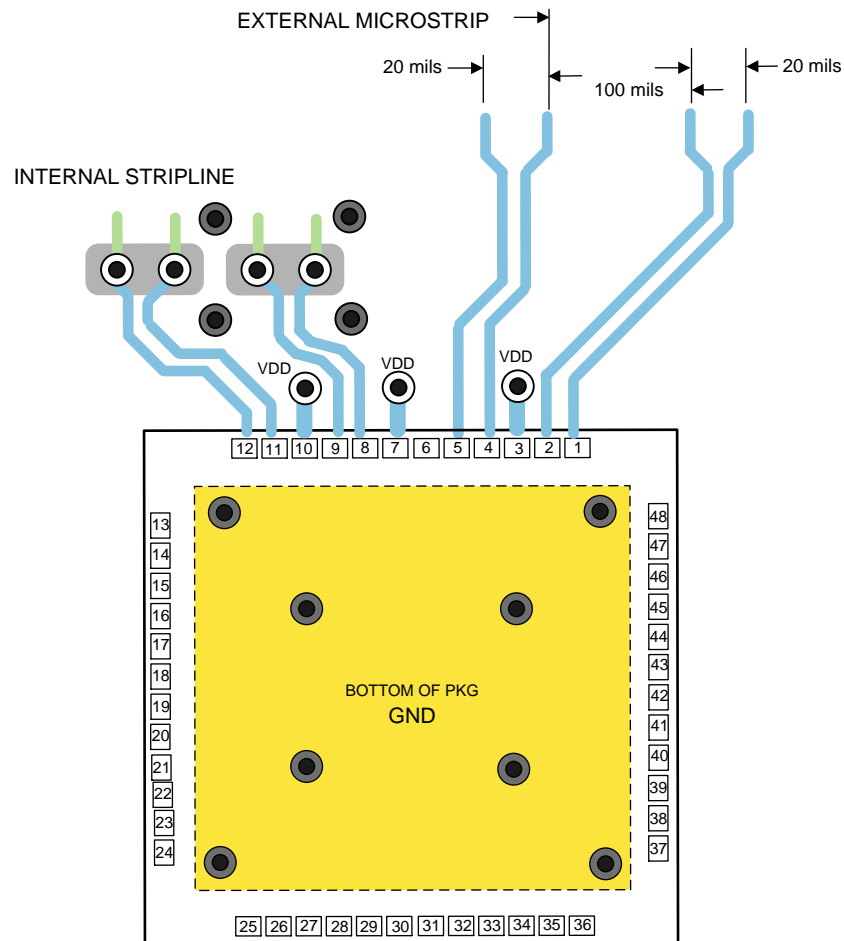 EXTERNAL MICROSTRIP
20 mils
20 mils
100 mils
INTERNAL STRIPLINE
VDD
VDD
VDD
12 11 10 9 8 7 6 5 4 3 2 1
13
14
15
16
17
18
19
20
21
22
23
24
48
47
46
45
44
43
42
41
40
39
38
37
BOTTOM OF PKG
GND
25 26 27 28 29 30 31 32 33 34 35 36